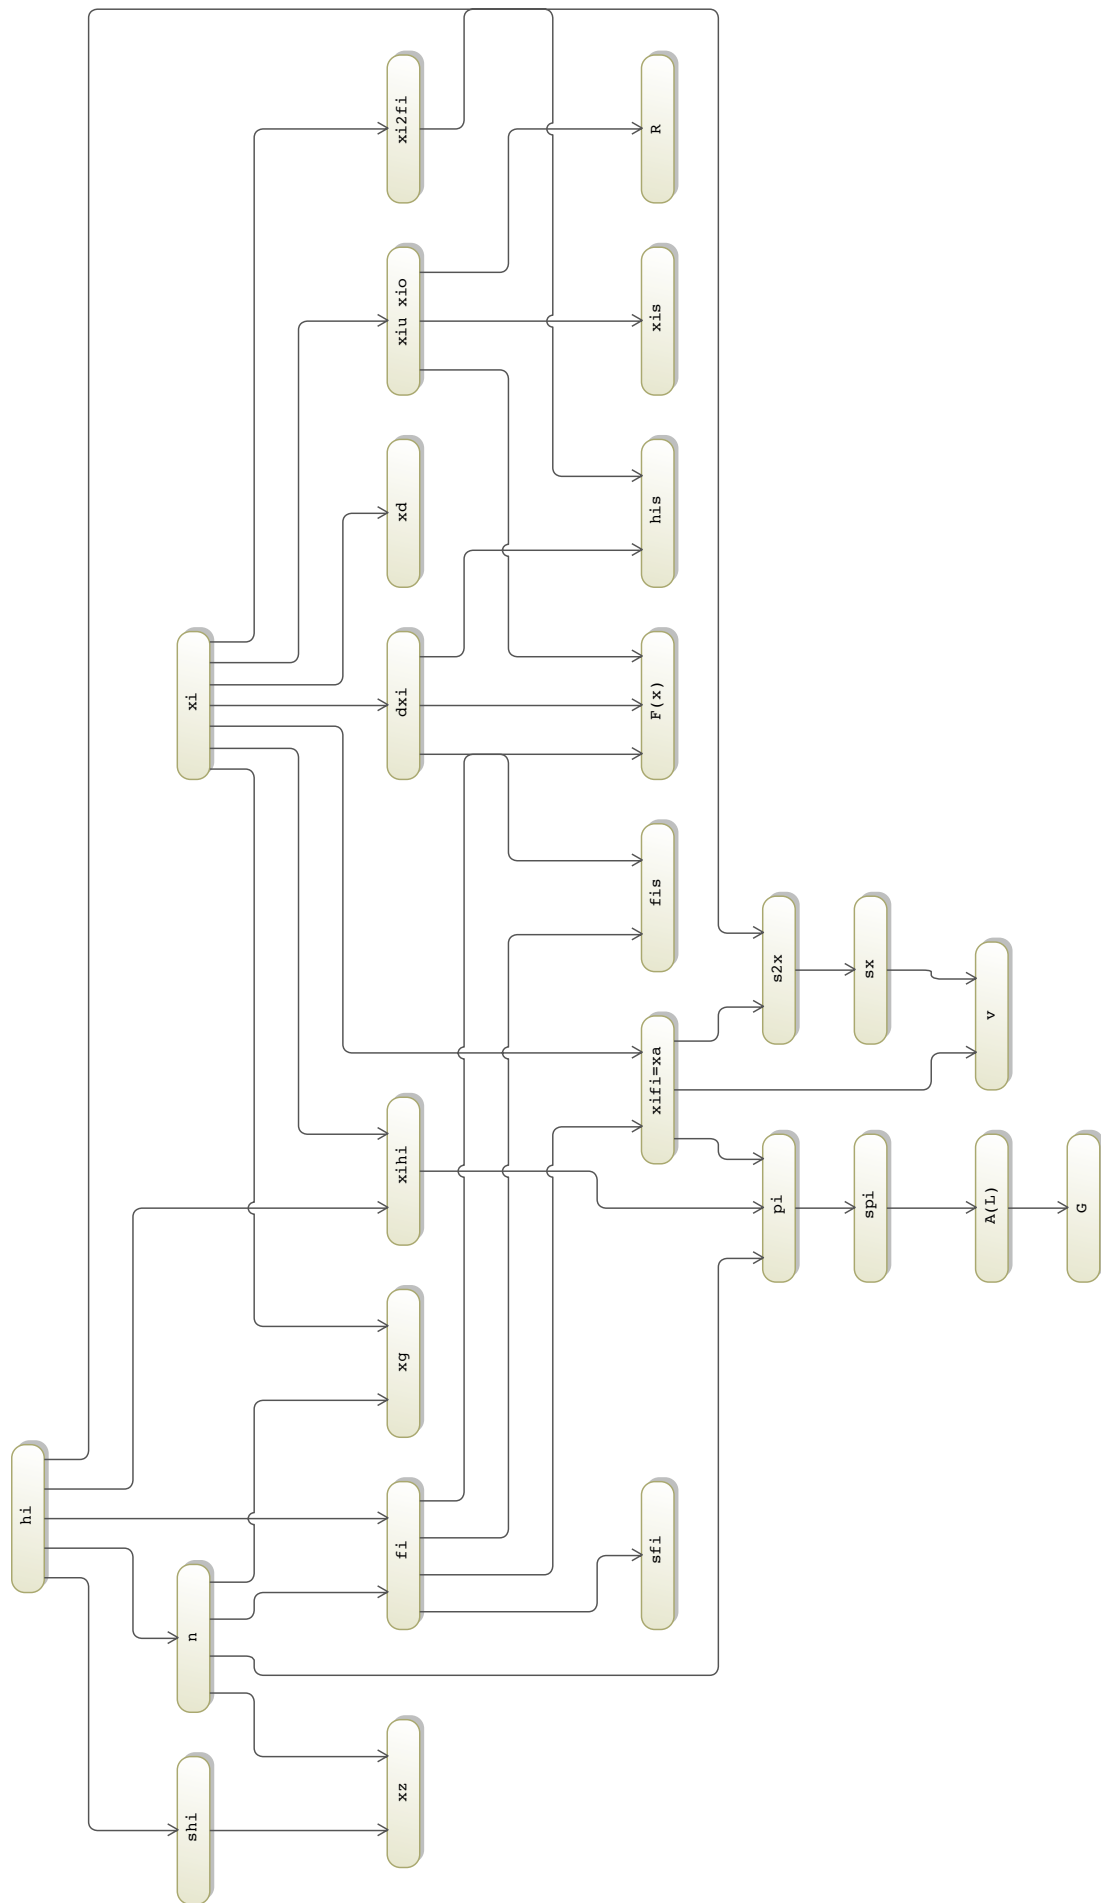 hi
xi
n
shi
xi2fi
xiu xio
xd
dxi
xihi
xg
fi
xz
R
xis
his
F(x)
fis
xifi=xa
sfi
s2x
pi
sx
spi
v
A(L)
G